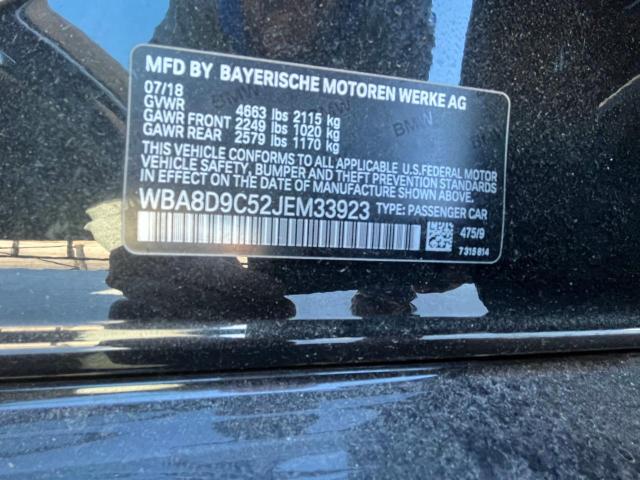 MFD BY BAYERISCHE MOTOREN WERKE AG
07/18
GVWR 4663 lbs 2115 kg
GAWR FRONT 2249 lbs 1020 kg
GAWR REAR 2579 lbs 1170 kg
THIS VEHICLE CONFORMS TO ALL APPLICABLE U.S.FEDERAL MOTOR
VEHICLE SAFETY, BUMPER, AND THEFT PREVENTION STANDARDS
IN EFFECT ON THE DATE OF MANUFACTURE SHOWN ABOVE.
WBA8D9C52JEM33923 TYPE: PASSENGER CAR
475/9
7315814